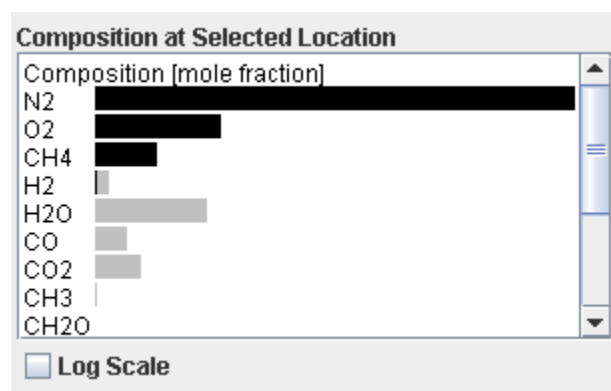 Composition at Selected Location
Composition [mole fraction]
N2
O2
CH4
H2
H2O
CO
CO2
CH3
CH2O
Log Scale